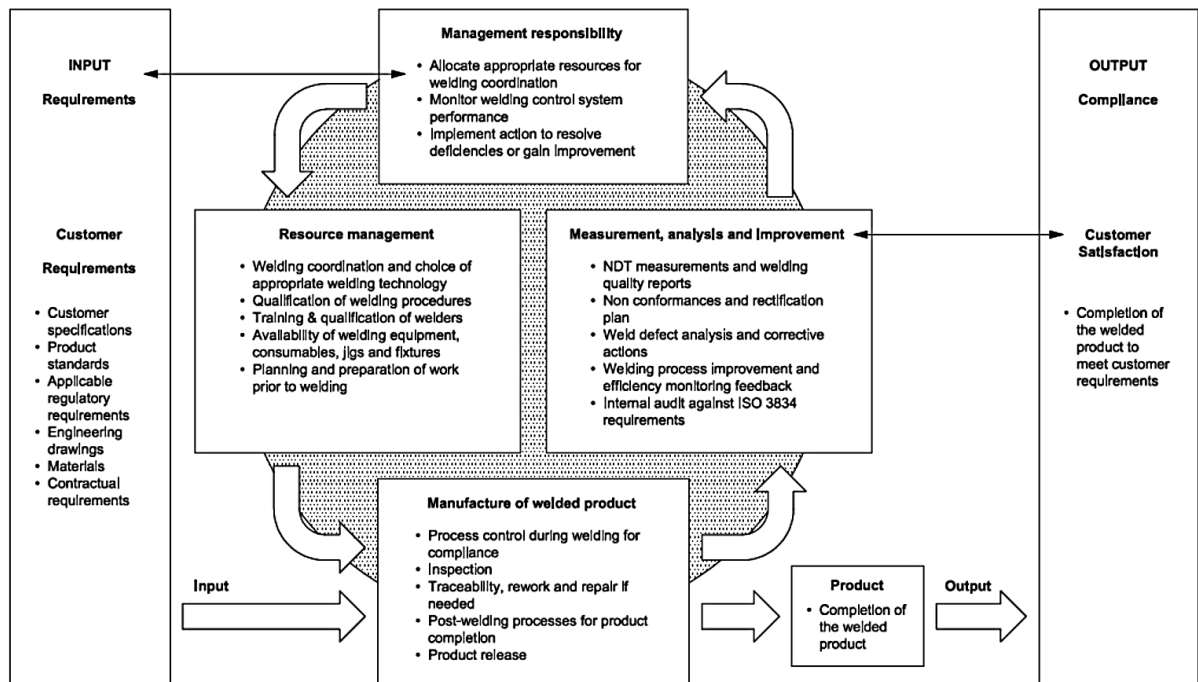 INPUT
Requirements
Customer
Requirements
• Customer
specifications
• Product
standards
• Applicable
regulatory
requirements
• Engineering
drawings
• Materials
• Contractual
requirements
Management responsibility
• Allocate appropriate resources for
welding coordination
• Monitor welding control system
performance
• Implement action to resolve
deficiencies or gain improvement
Resource management
• Welding coordination and choice of
appropriate welding technology
• Qualification of welding procedures
• Training & qualification of welders
• Availability of welding equipment,
consumables, jigs and fixtures
• Planning and preparation of work
prior to welding
Measurement, analysis and improvement
• NDT measurements and welding
quality reports
• Non conformances and rectification
plan
• Weld defect analysis and corrective
actions
• Welding process improvement and
efficiency monitoring feedback
• Internal audit against ISO 3834
requirements
Input
Manufacture of welded product
• Process control during welding for
compliance
• Inspection
• Traceability, rework and repair if
needed
• Post-welding processes for product
completion
• Product release
Product
• Completion of
the welded
product
Output
OUTPUT
Compliance
Customer
Satisfaction
• Completion of
the welded
product to
meet customer
requirements